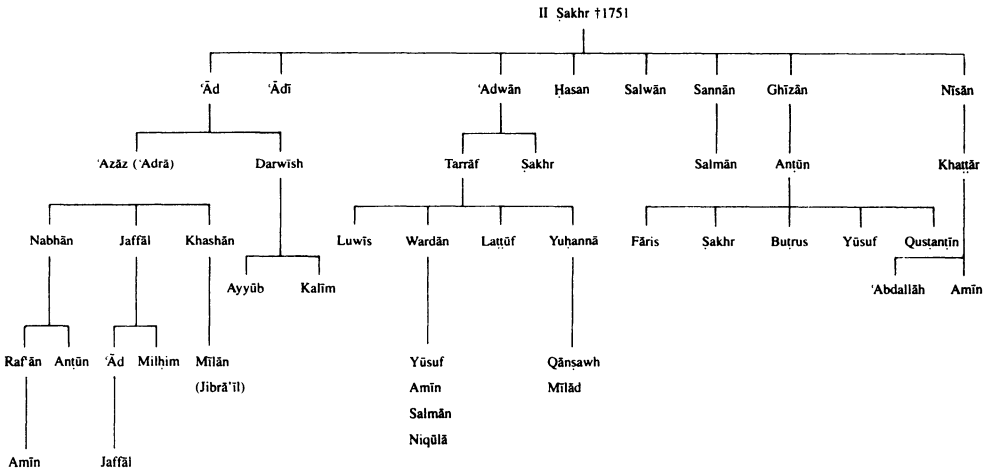 II Ṣakhr †1751
ʿĀd ʿĀdī ʿAdwān Ḥasan Salwān Sannān Ghīzān Nīsān
ʿAzāz (ʿAdrā) Darwīsh Tarrāf Ṣakhr Salmān Anṭūn Khaṭṭār
Nabhān Jaffāl Khashān Luwīs Wardān Laṭṭūf Yuḥannā Fāris Ṣakhr Buṭrus Yūsuf Qusṭanṭīn
Ayyūb Kalīm ʿAbdallāh Amīn
Rafʿān Anṭūn ʿĀd Milḥim Mīlān Yūsuf Qānṣawh
(Jibrāʾīl) Amīn Mīlād
Salmān
Niqūlā
Amīn Jaffāl